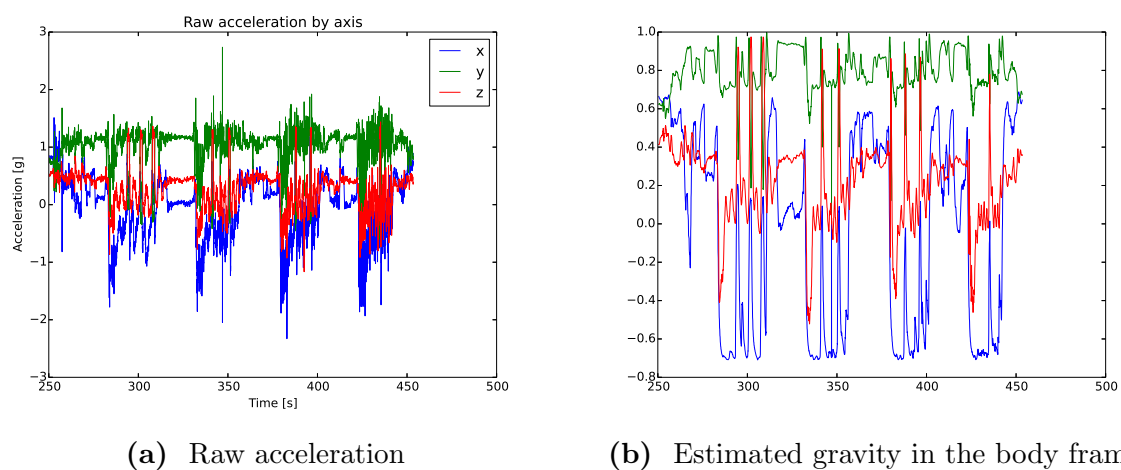 Raw acceleration by axis
3
2
1
0
−1
−2
−3
Acceleration [g]
x
y
z
250 300 350 400 450 500
Time [s]
(a) Raw acceleration
1.0
0.8
0.6
0.4
0.2
0.0
−0.2
−0.4
−0.6
−0.8
250 300 350 400 450 500
(b) Estimated gravity in the body fram